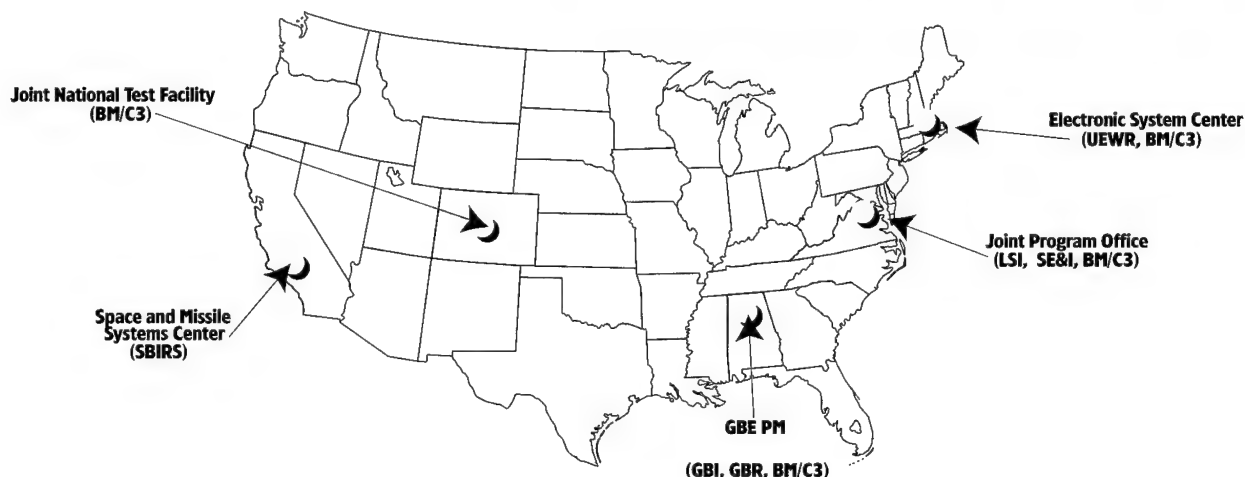 Joint National Test Facility
(BM/C3)
Electronic System Center
(UEWR, BM/C3)
Joint Program Office
(LSI, SE&I, BM/C3)
Space and Missile
Systems Center
(SBIRS)
GBE PM
(GBI, GBR, BM/C3)